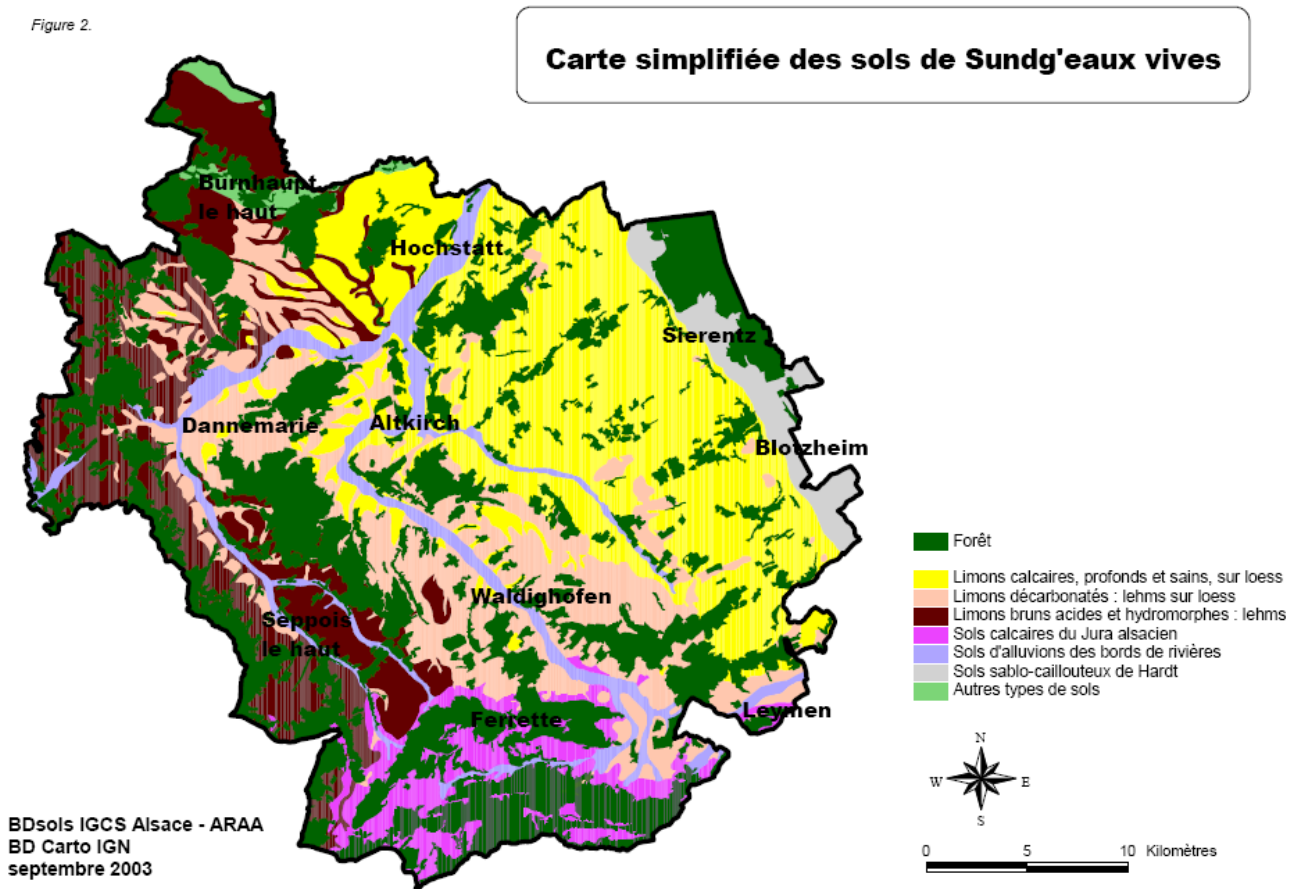 Figure 2.
Carte simplifiée des sols de Sundg'eaux vives
Burnhaupt
le haut
Hochstatt
Sierentz
Dannemarie
Altkirch
Blotzheim
Waldighofen
Seppois
le haut
Ferrette
Leymen
Forêt
Limons calcaires, profonds et sains, sur loess
Limons décarbonatés : lehms sur loess
Limons bruns acides et hydromorphes : lehms
Sols calcaires du Jura alsacien
Sols d'alluvions des bords de rivières
Sols sablo-caillouteux de Hardt
Autres types de sols
N
W E
S
0 5 10 Kilomètres
BDsols IGCS Alsace - ARAA
BD Carto IGN
septembre 2003